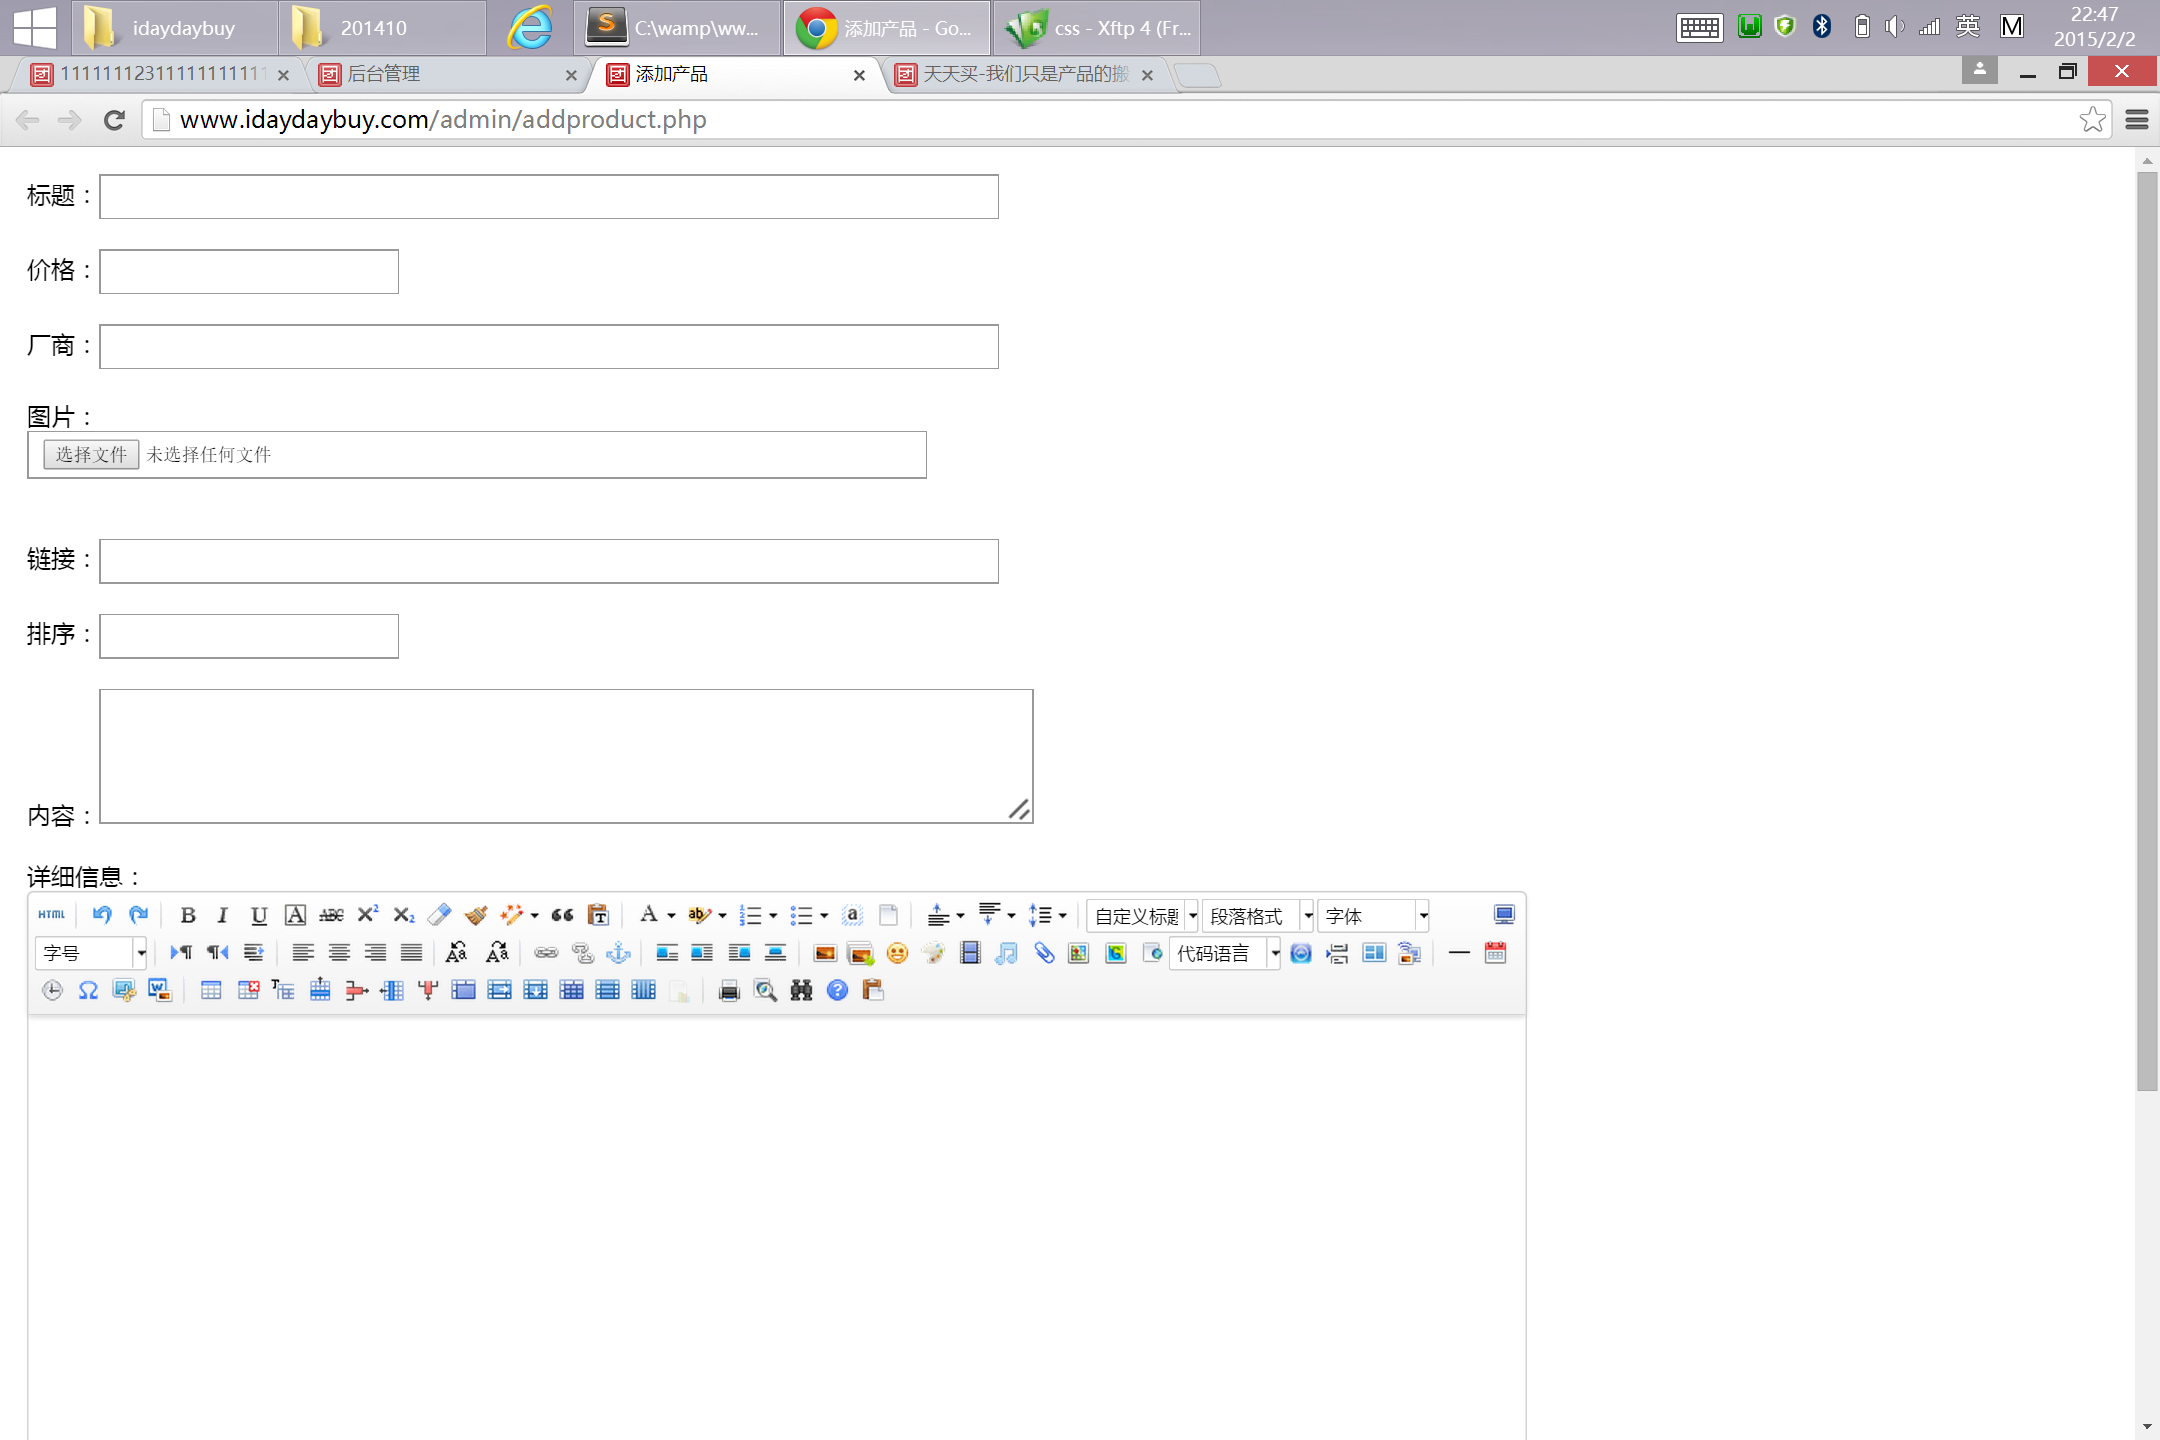 idaydaybuy
201410
C:\wamp\ww...
添加产品 - Go...
css - Xftp 4 (Fr...
英
M
22:47
2015/2/2
11111112311111111111
后台管理
添加产品
天天买-我们只是产品的搬
www.idaydaybuy.com/admin/addproduct.php
标题：
价格：
厂商：
图片：
选择文件 未选择任何文件
链接：
排序：
内容：
详细信息：
HTML B I U A ABC X² X₂ T A ab a 自定义标题 段落格式 字体
字号 代码语言